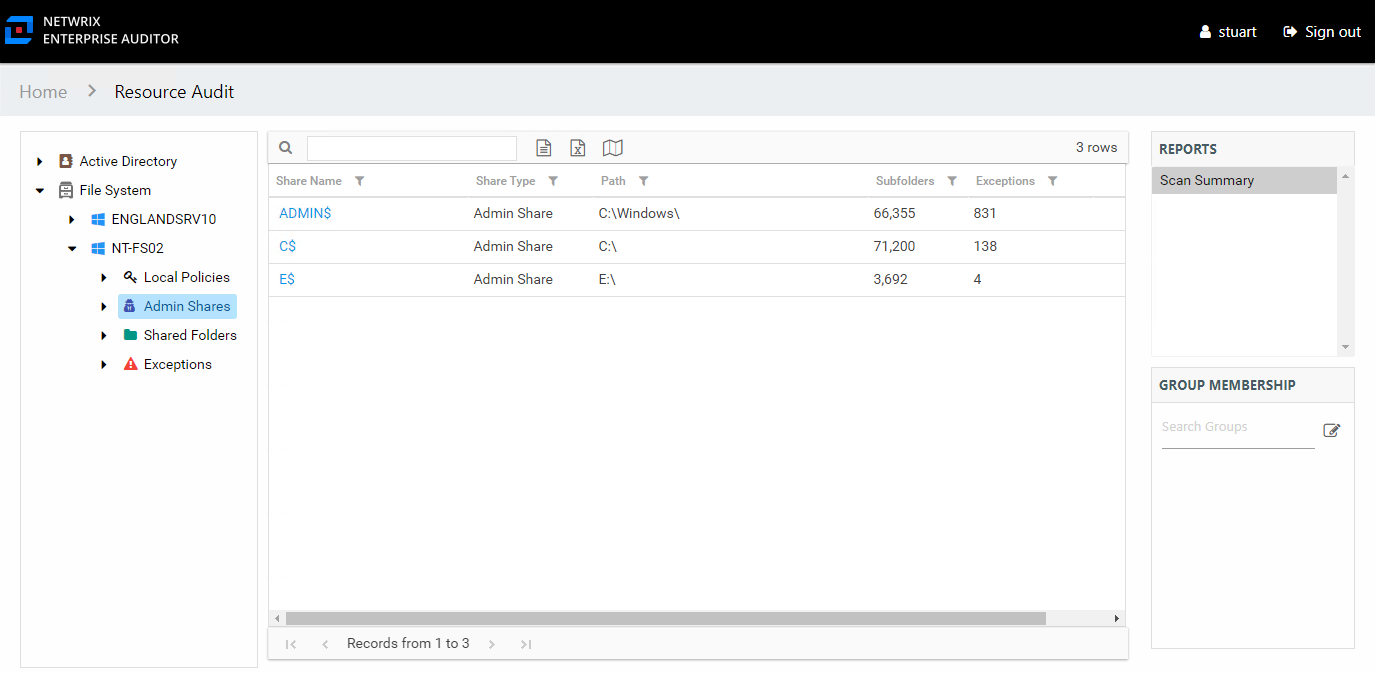 NETWRIX
ENTERPRISE AUDITOR
stuart
Sign out
Home
Resource Audit
Active Directory
File System
ENGLANDSRV10
NT-FS02
Local Policies
Admin Shares
Shared Folders
Exceptions
3 rows
Share Name Share Type Path Subfolders Exceptions
ADMIN$ Admin Share C:\Windows\ 66,355 831
C$ Admin Share C:\ 71,200 138
E$ Admin Share E:\ 3,692 4
Records from 1 to 3
REPORTS
Scan Summary
GROUP MEMBERSHIP
Search Groups